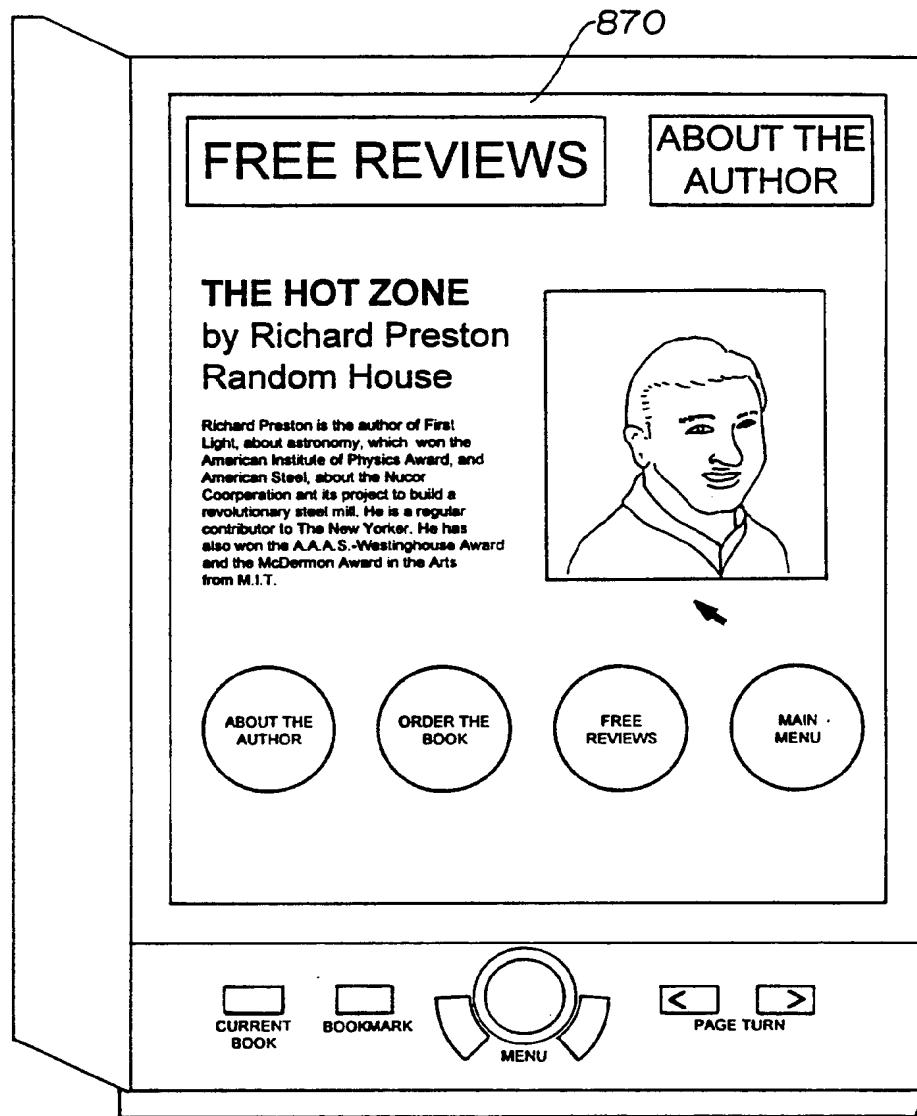 870
FREE REVIEWS
ABOUT THE
AUTHOR
THE HOT ZONE
by Richard Preston
Random House
Richard Preston is the author of First
Light, about astronomy, which won the
American Institute of Physics Award, and
American Steel, about the Nucor
Coorperation ant its project to build a
revolutionary steel mill. He is a regular
contributor to The New Yorker. He has
also won the A.A.A.S.-Westinghouse Award
and the McDermon Award in the Arts
from M.I.T.
ABOUT THE
AUTHOR
ORDER THE
BOOK
FREE
REVIEWS
MAIN
MENU
CURRENT
BOOK
BOOKMARK
MENU
< >
PAGE TURN